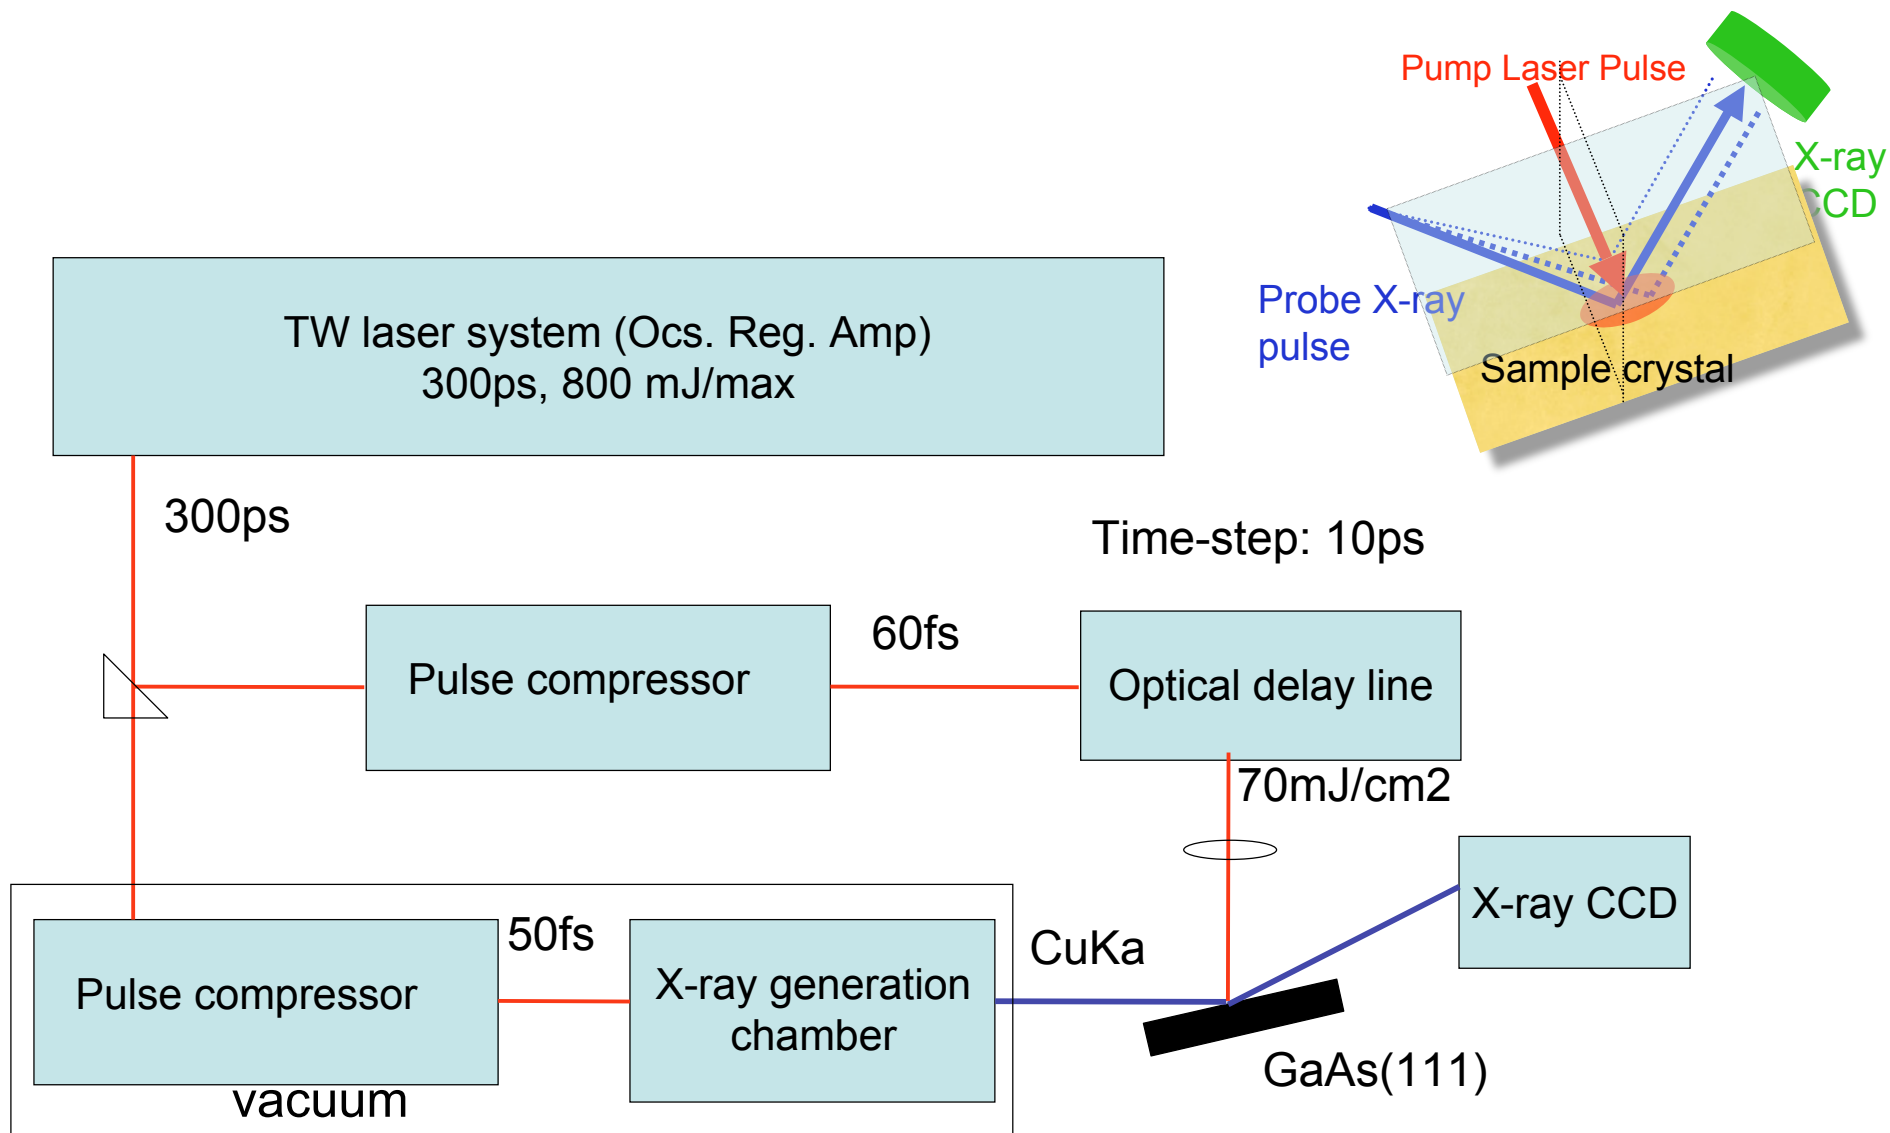 Pump Laser Pulse
X-ray
CCD
Probe X-ray
pulse
Sample crystal
TW laser system (Ocs. Reg. Amp)
300ps, 800 mJ/max
300ps
Time-step: 10ps
Pulse compressor
60fs
Optical delay line
70mJ/cm2
X-ray CCD
Pulse compressor
50fs
X-ray generation
chamber
CuKa
GaAs(111)
vacuum